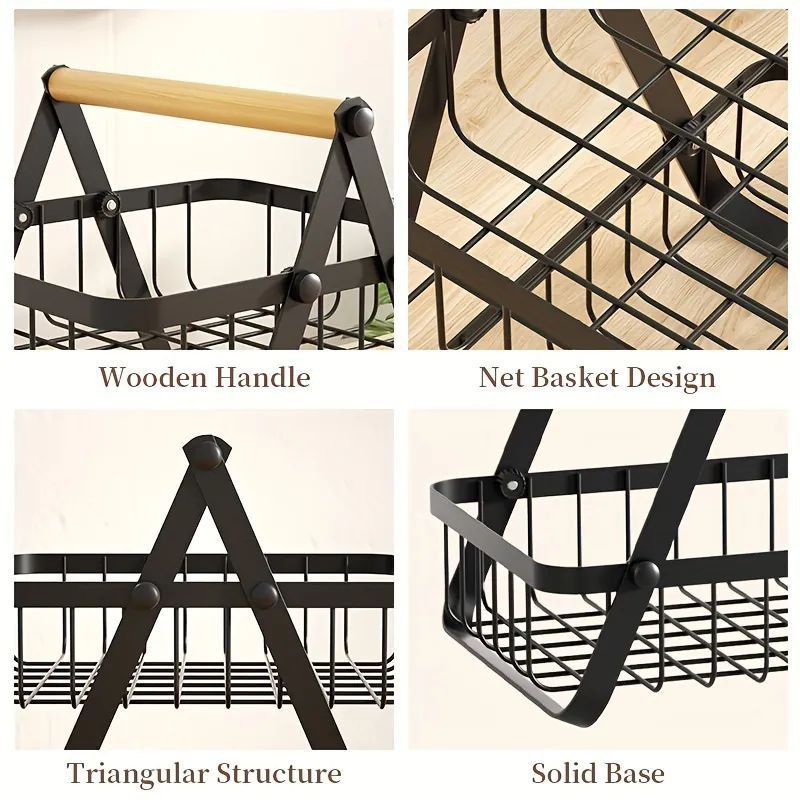 Wooden Handle
Net Basket Design
Triangular Structure
Solid Base